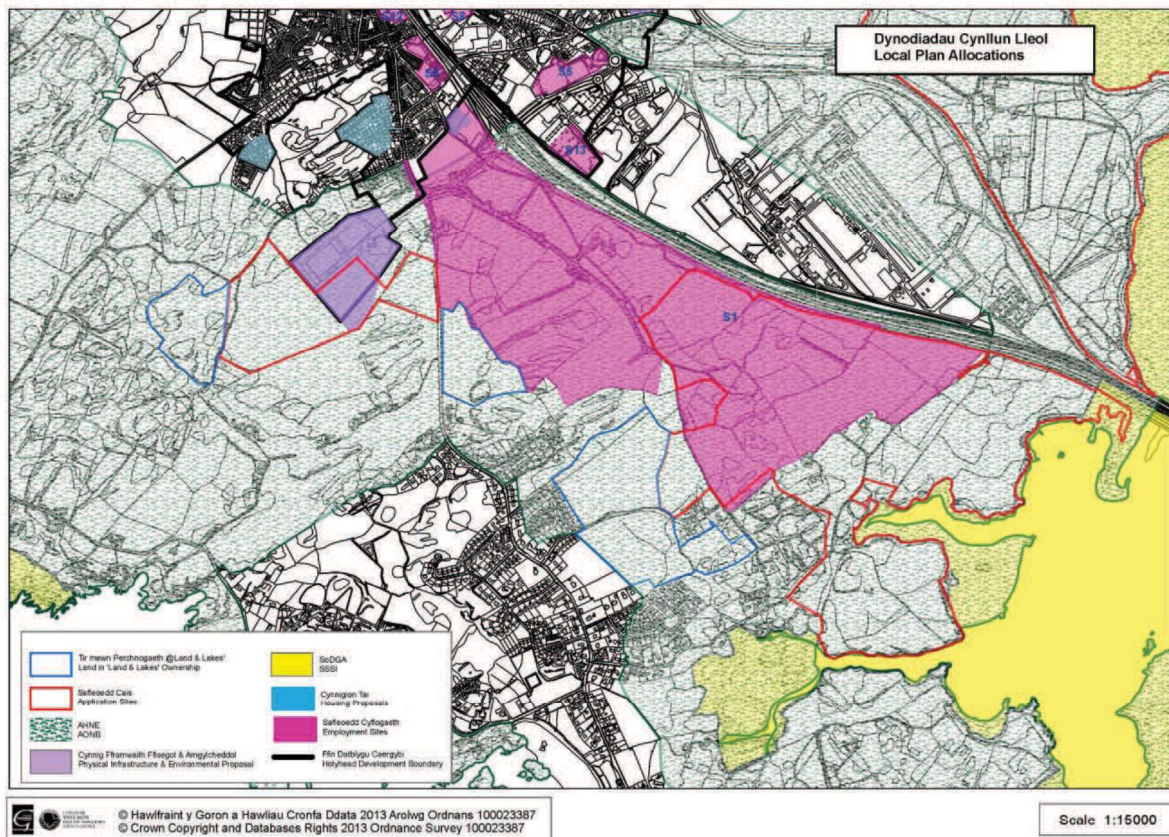 Dynodiadau Cynllun Lleol
Local Plan Allocations
S5
S13
S1
Tir mewn Perchnogaeth @Land & Lakes'
Land in 'Land & Lakes' Ownership
Safleoedd Cais
Application Sites
AHNE
AONB
Cynnig Fframwaith Ffisegol & Amgylcheddol
Physical Infrastructure & Environmental Proposal
SoDGA
SSSI
Cynnigion Tai
Housing Proposals
Safleoedd Cyflogaeth
Employment Sites
Ffin Datblygu Caergybi
Holyhead Development Boundary
© Hawlfraint y Goron a Hawliau Cronfa Ddata 2013 Arolwg Ordnans 100023387
© Crown Copyright and Databases Rights 2013 Ordnance Survey 100023387
Scale 1:15000